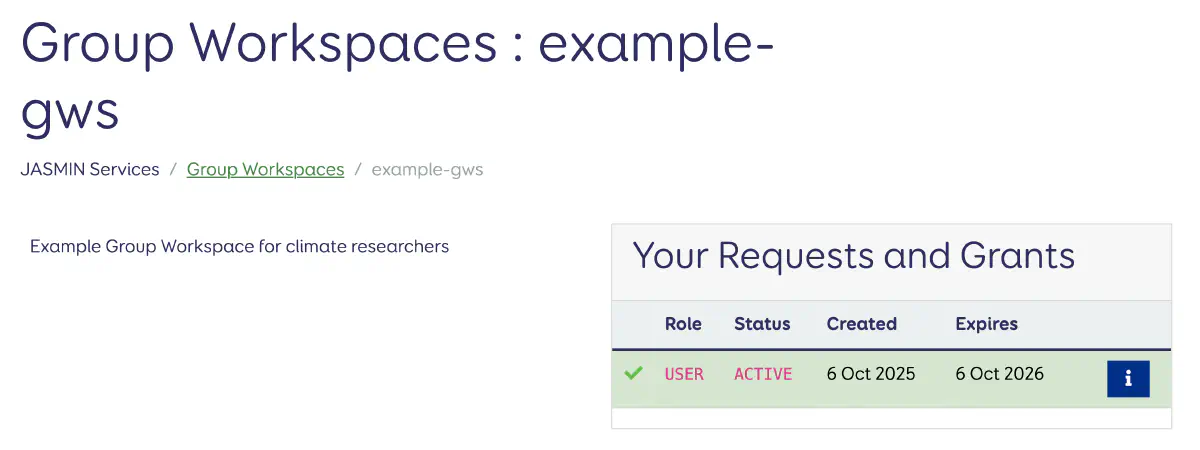 Group Workspaces : example-
gws
JASMIN Services / Group Workspaces / example-gws
Example Group Workspace for climate researchers
Your Requests and Grants
Role Status Created Expires
USER ACTIVE 6 Oct 2025 6 Oct 2026 i